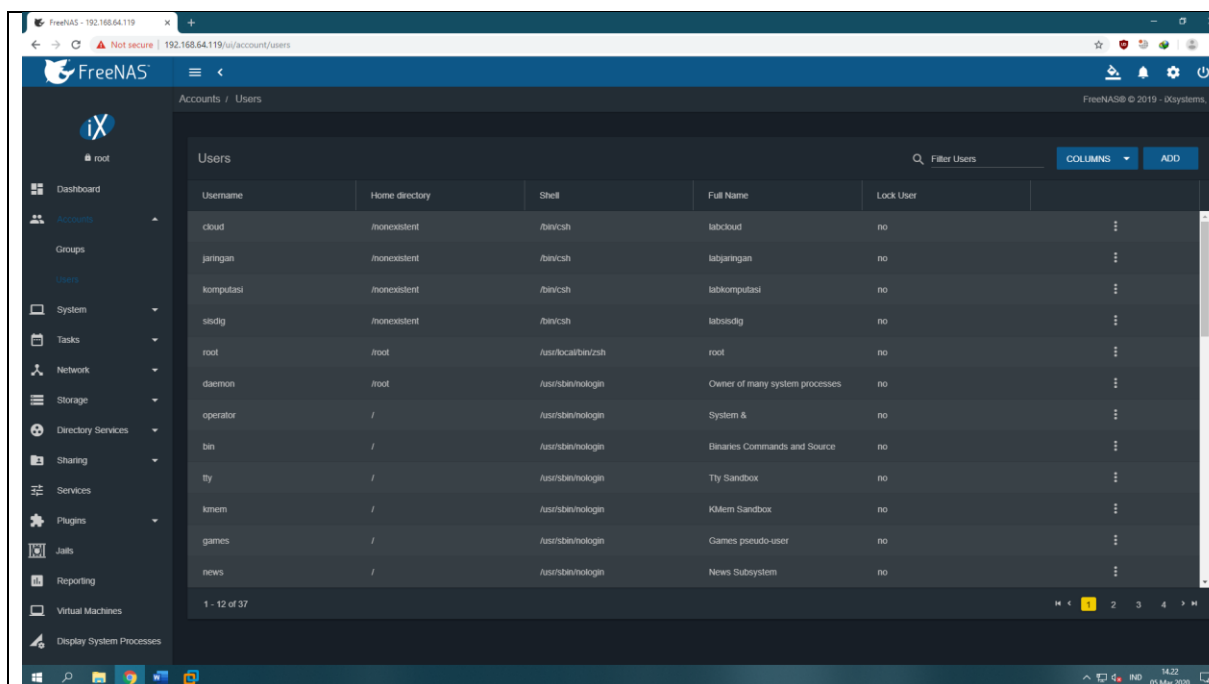 FreeNAS - 192.168.64.119
Not secure | 192.168.64.119/ui/account/users
FreeNAS®
Accounts / Users
FreeNAS® © 2019 - iXsystems,
iX
root
Users
Filter Users
COLUMNS
ADD
Dashboard
Accounts
Groups
Users
System
Tasks
Network
Storage
Directory Services
Sharing
Services
Plugins
Jails
Reporting
Virtual Machines
Display System Processes
Username Home directory Shell Full Name Lock User
cloud /nonexistent /bin/csh labcloud no
jaringan /nonexistent /bin/csh labjaringan no
komputasi /nonexistent /bin/csh labkomputasi no
sisdig /nonexistent /bin/csh labsisdig no
root /root /usr/local/bin/zsh root no
daemon /root /usr/sbin/nologin Owner of many system processes no
operator / /usr/sbin/nologin System & no
bin / /usr/sbin/nologin Binaries Commands and Source no
tty / /usr/sbin/nologin Tty Sandbox no
kmem / /usr/sbin/nologin KMem Sandbox no
games / /usr/sbin/nologin Games pseudo-user no
news / /usr/sbin/nologin News Subsystem no
1 - 12 of 37
1 2 3 4
IND
14.22
05 Mar 2020